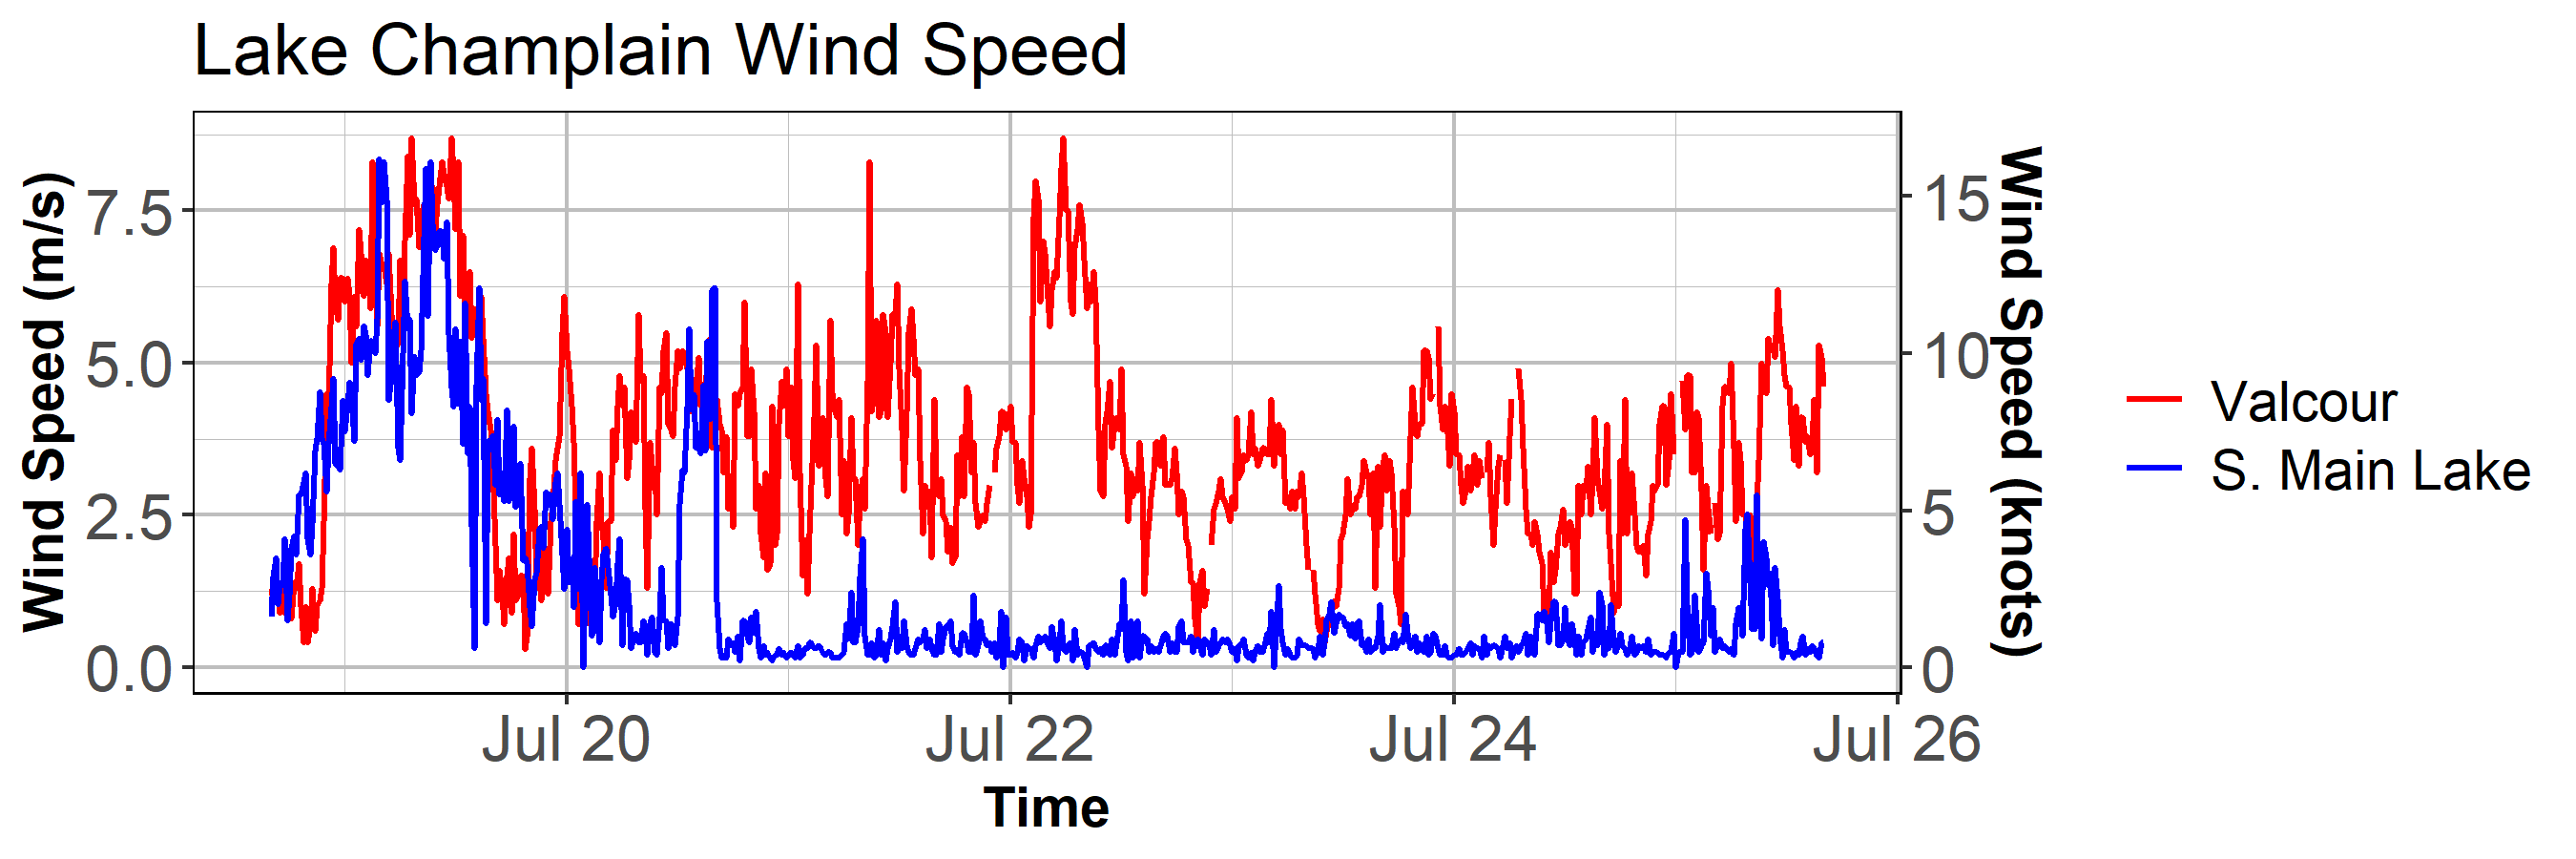 Lake Champlain Wind Speed
Wind Speed (m/s)
7.5
5.0
2.5
0.0
15
10
5
0
Wind Speed (knots)
Jul 20
Jul 22
Jul 24
Jul 26
Time
Valcour
S. Main Lake